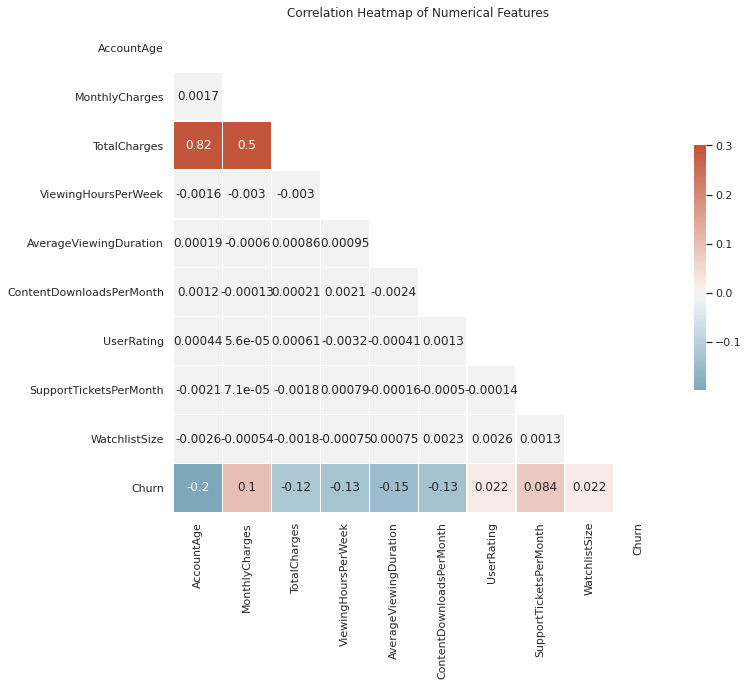 Correlation Heatmap of Numerical Features
AccountAge
MonthlyCharges 0.0017
TotalCharges 0.82 0.5
ViewingHoursPerWeek -0.0016 -0.003 -0.003
AverageViewingDuration 0.00019 -0.0006 0.00086 0.00095
ContentDownloadsPerMonth 0.0012 -0.00013 0.00021 0.0021 -0.0024
UserRating 0.00044 5.6e-05 0.00061 -0.0032 -0.00041 0.0013
SupportTicketsPerMonth -0.0021 7.1e-05 -0.0018 0.00079 -0.00016 -0.0005 -0.00014
WatchlistSize -0.0026 -0.00054 -0.0018 -0.00075 0.00075 0.0023 0.0026 0.0013
Churn -0.2 0.1 -0.12 -0.13 -0.15 -0.13 0.022 0.084 0.022
AccountAge
MonthlyCharges
TotalCharges
ViewingHoursPerWeek
AverageViewingDuration
ContentDownloadsPerMonth
UserRating
SupportTicketsPerMonth
WatchlistSize
Churn
0.3
0.2
0.1
0.0
−0.1